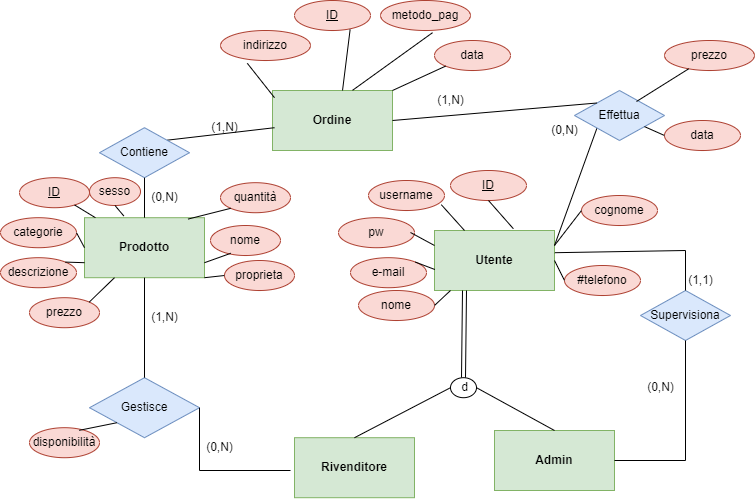 ID
metodo_pag
indirizzo
data
prezzo
(1,N)
Ordine
Effettua
(1,N)
(0,N)
data
Contiene
ID
sesso
(0,N)
quantità
username
ID
categorie
nome
pw
cognome
Prodotto
Utente
descrizione
proprieta
e-mail
#telefono
(1,1)
prezzo
nome
(1,N)
Supervisiona
d
(0,N)
Gestisce
disponibilità
(0,N)
Rivenditore
Admin